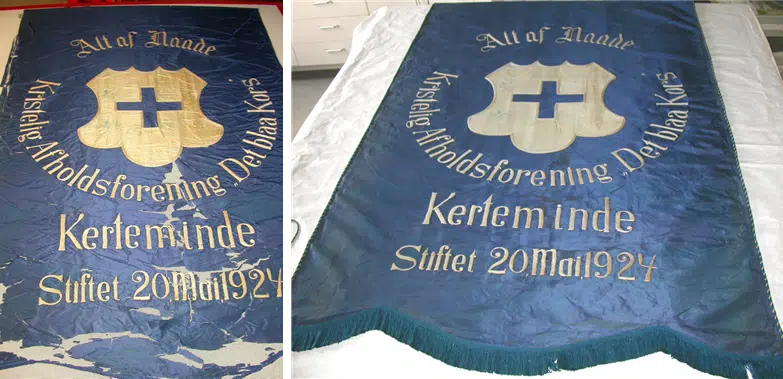 Alt af Naade
Kristelig Afholdsforening „Det blaa Kors"
Kerteminde
Stiftet 20. Mai 1924
Alt af Naade
Kristelig Afholdsforening „Det blaa Kors"
Kerteminde
Stiftet 20. Mai 1924